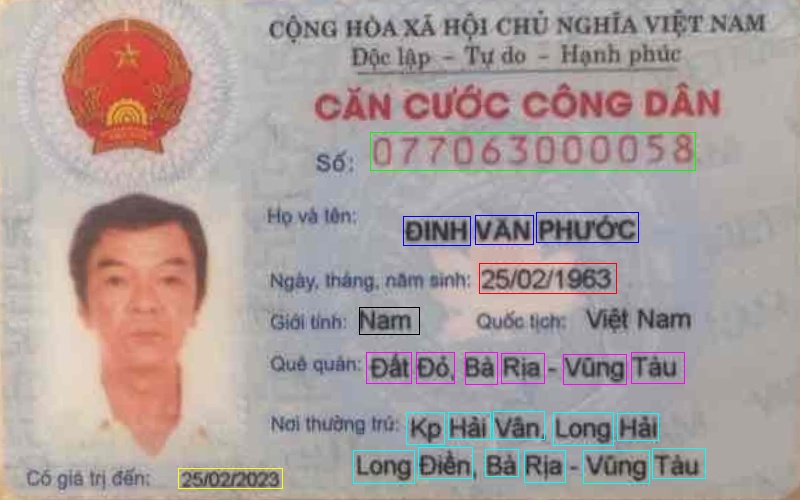 CỘNG HÒA XÃ HỘI CHỦ NGHĨA VIỆT NAM
Độc lập - Tự do - Hạnh phúc
CĂN CƯỚC CÔNG DÂN
Số: 077063000058
Họ và tên: ĐINH VĂN PHƯỚC
Ngày, tháng, năm sinh: 25/02/1963
Giới tính: Nam Quốc tịch: Việt Nam
Quê quán: Đất Đỏ, Bà Rịa - Vũng Tàu
Nơi thường trú: Kp Hải Vân, Long Hải
Long Điền, Bà Rịa - Vũng Tàu
Có giá trị đến: 25/02/2023